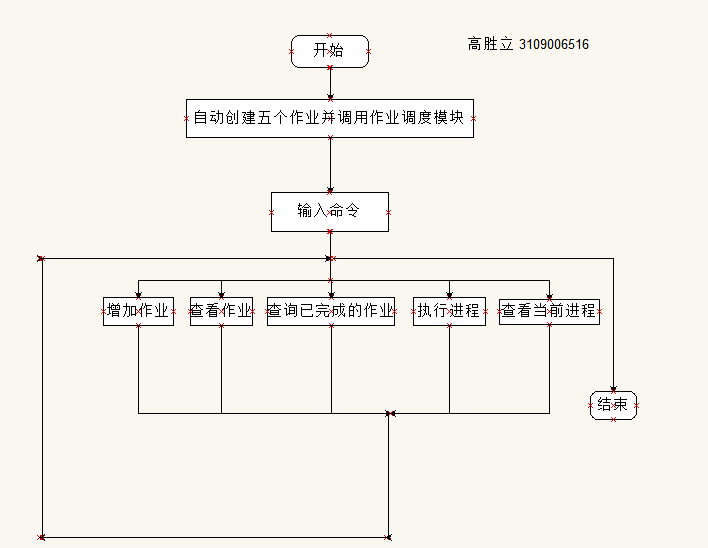 高胜立 3109006516
开始
自动创建五个作业并调用作业调度模块
输入命令
增加作业
查看作业
查询已完成的作业
执行进程
查看当前进程
结束